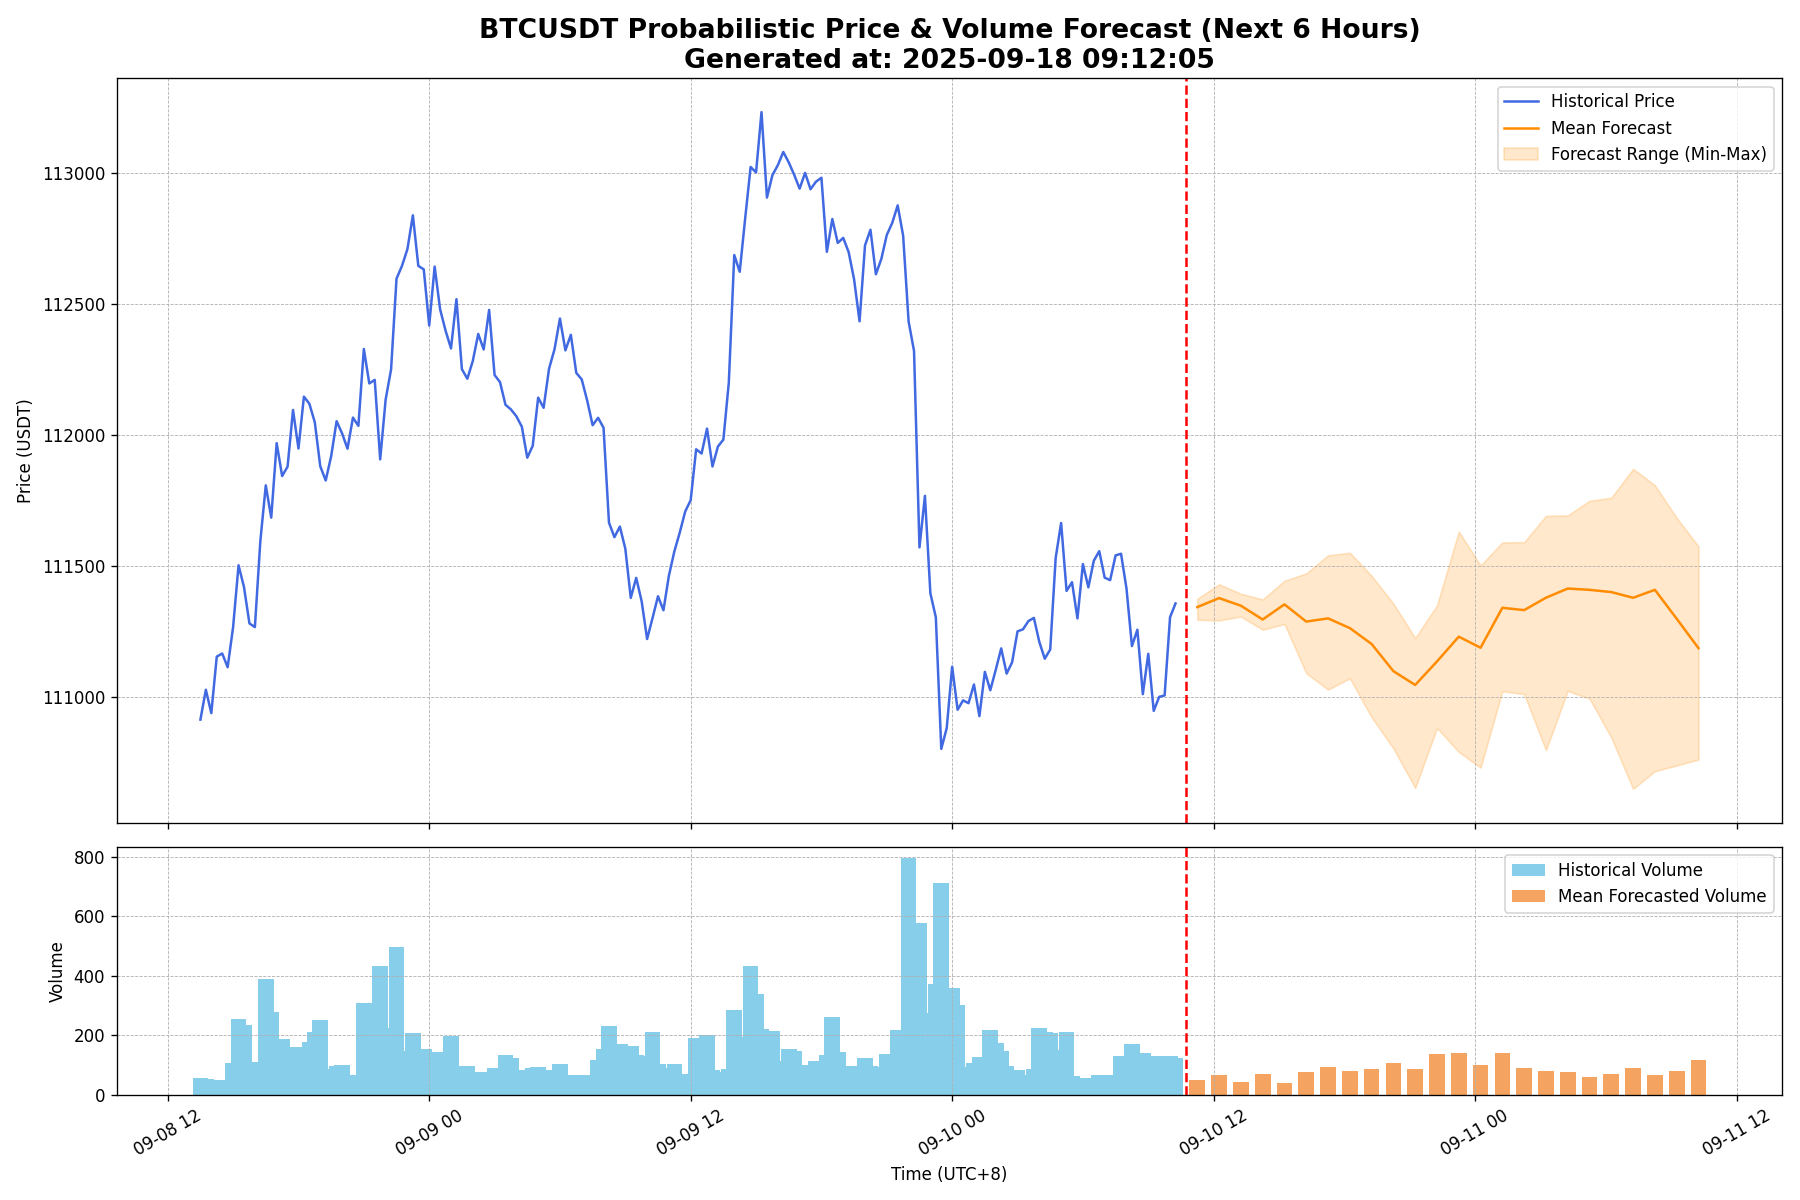 BTCUSDT Probabilistic Price & Volume Forecast (Next 6 Hours)
Generated at: 2025-09-18 09:12:05
Historical Price
Mean Forecast
Forecast Range (Min-Max)
113000
112500
112000
111500
111000
Price (USDT)
Historical Volume
Mean Forecasted Volume
800
600
400
200
0
Volume
09-08 12
09-09 00
09-09 12
09-10 00
09-10 12
09-11 00
09-11 12
Time (UTC+8)